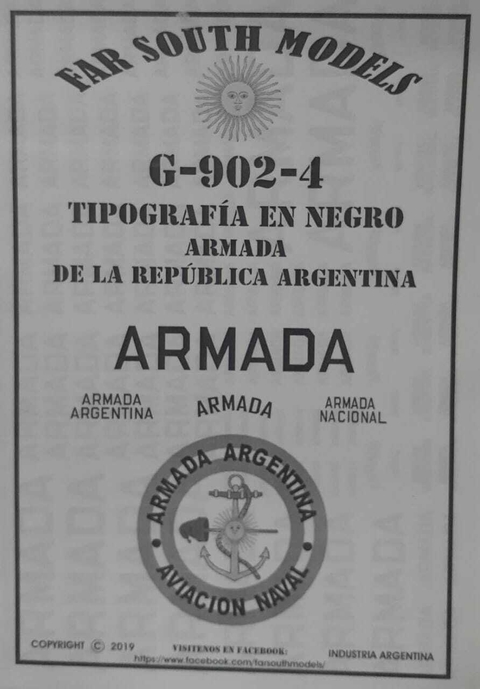 FAR SOUTH MODELS
G-902-4
TIPOGRAFÍA EN NEGRO
ARMADA
DE LA REPÚBLICA ARGENTINA
ARMADA
ARMADA
ARGENTINA
ARMADA
ARMADA
NACIONAL
ARMADA ARGENTINA
AVIACION NAVAL
COPYRIGHT © 2019
VISITENOS EN FACEBOOK:
https://www.facebook.com/farsouthmodels/
INDUSTRIA ARGENTINA